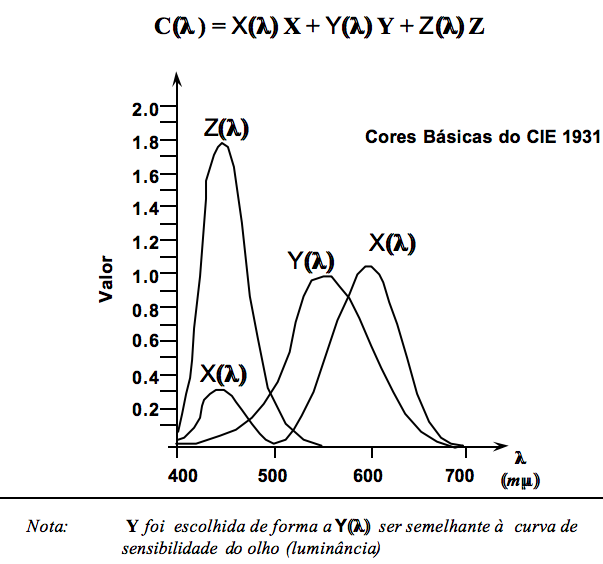 C(λ) = X(λ) X + Y(λ) Y + Z(λ) Z
Cores Básicas do CIE 1931
Valor
2.0
1.8
1.6
1.4
1.2
1.0
0.8
0.6
0.4
0.2
Z(λ)
Y(λ)
X(λ)
X(λ)
400
500
600
700
λ
(mμ)
Nota: Y foi escolhida de forma a Y(λ) ser semelhante à curva de
sensibilidade do olho (luminância)